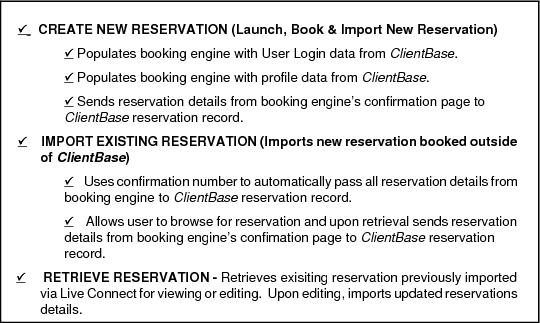 ✓ CREATE NEW RESERVATION (Launch, Book & Import New Reservation)
✓ Populates booking engine with User Login data from ClientBase.
✓ Populates booking engine with profile data from ClientBase.
✓ Sends reservation details from booking engine's confirmation page to
ClientBase reservation record.
✓ IMPORT EXISTING RESERVATION (Imports new reservation booked outside
of ClientBase)
✓ Uses confirmation number to automatically pass all reservation details from
booking engine to ClientBase reservation record.
✓ Allows user to browse for reservation and upon retrieval sends reservation
details from booking engine's confimation page to ClientBase reservation
record.
✓ RETRIEVE RESERVATION - Retrieves exisiting reservation previously imported
via Live Connect for viewing or editing. Upon editing, imports updated reservations
details.